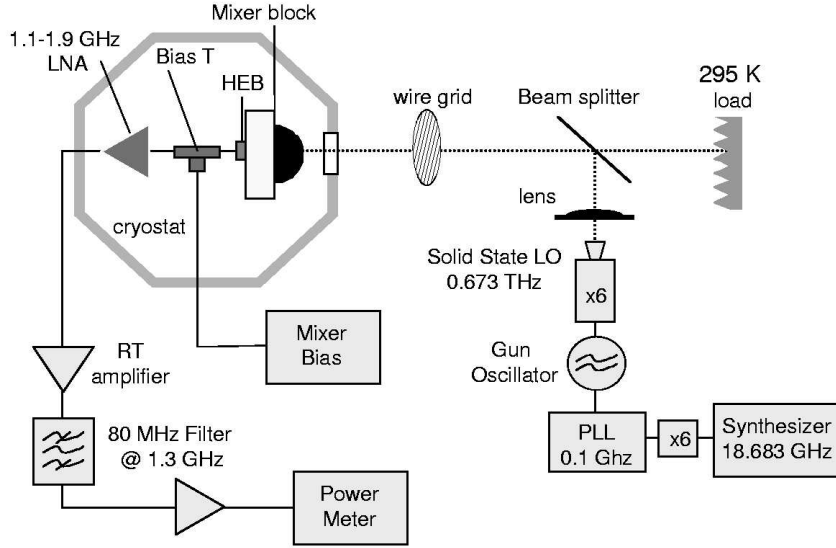 Mixer block
1.1-1.9 GHz
LNA
Bias T
HEB
wire grid
Beam splitter
295 K
load
lens
cryostat
Solid State LO
0.673 THz
x6
Mixer
Bias
RT
amplifier
Gun
Oscillator
80 MHz Filter
@ 1.3 GHz
PLL
0.1 Ghz
x6
Synthesizer
18.683 GHz
Power
Meter